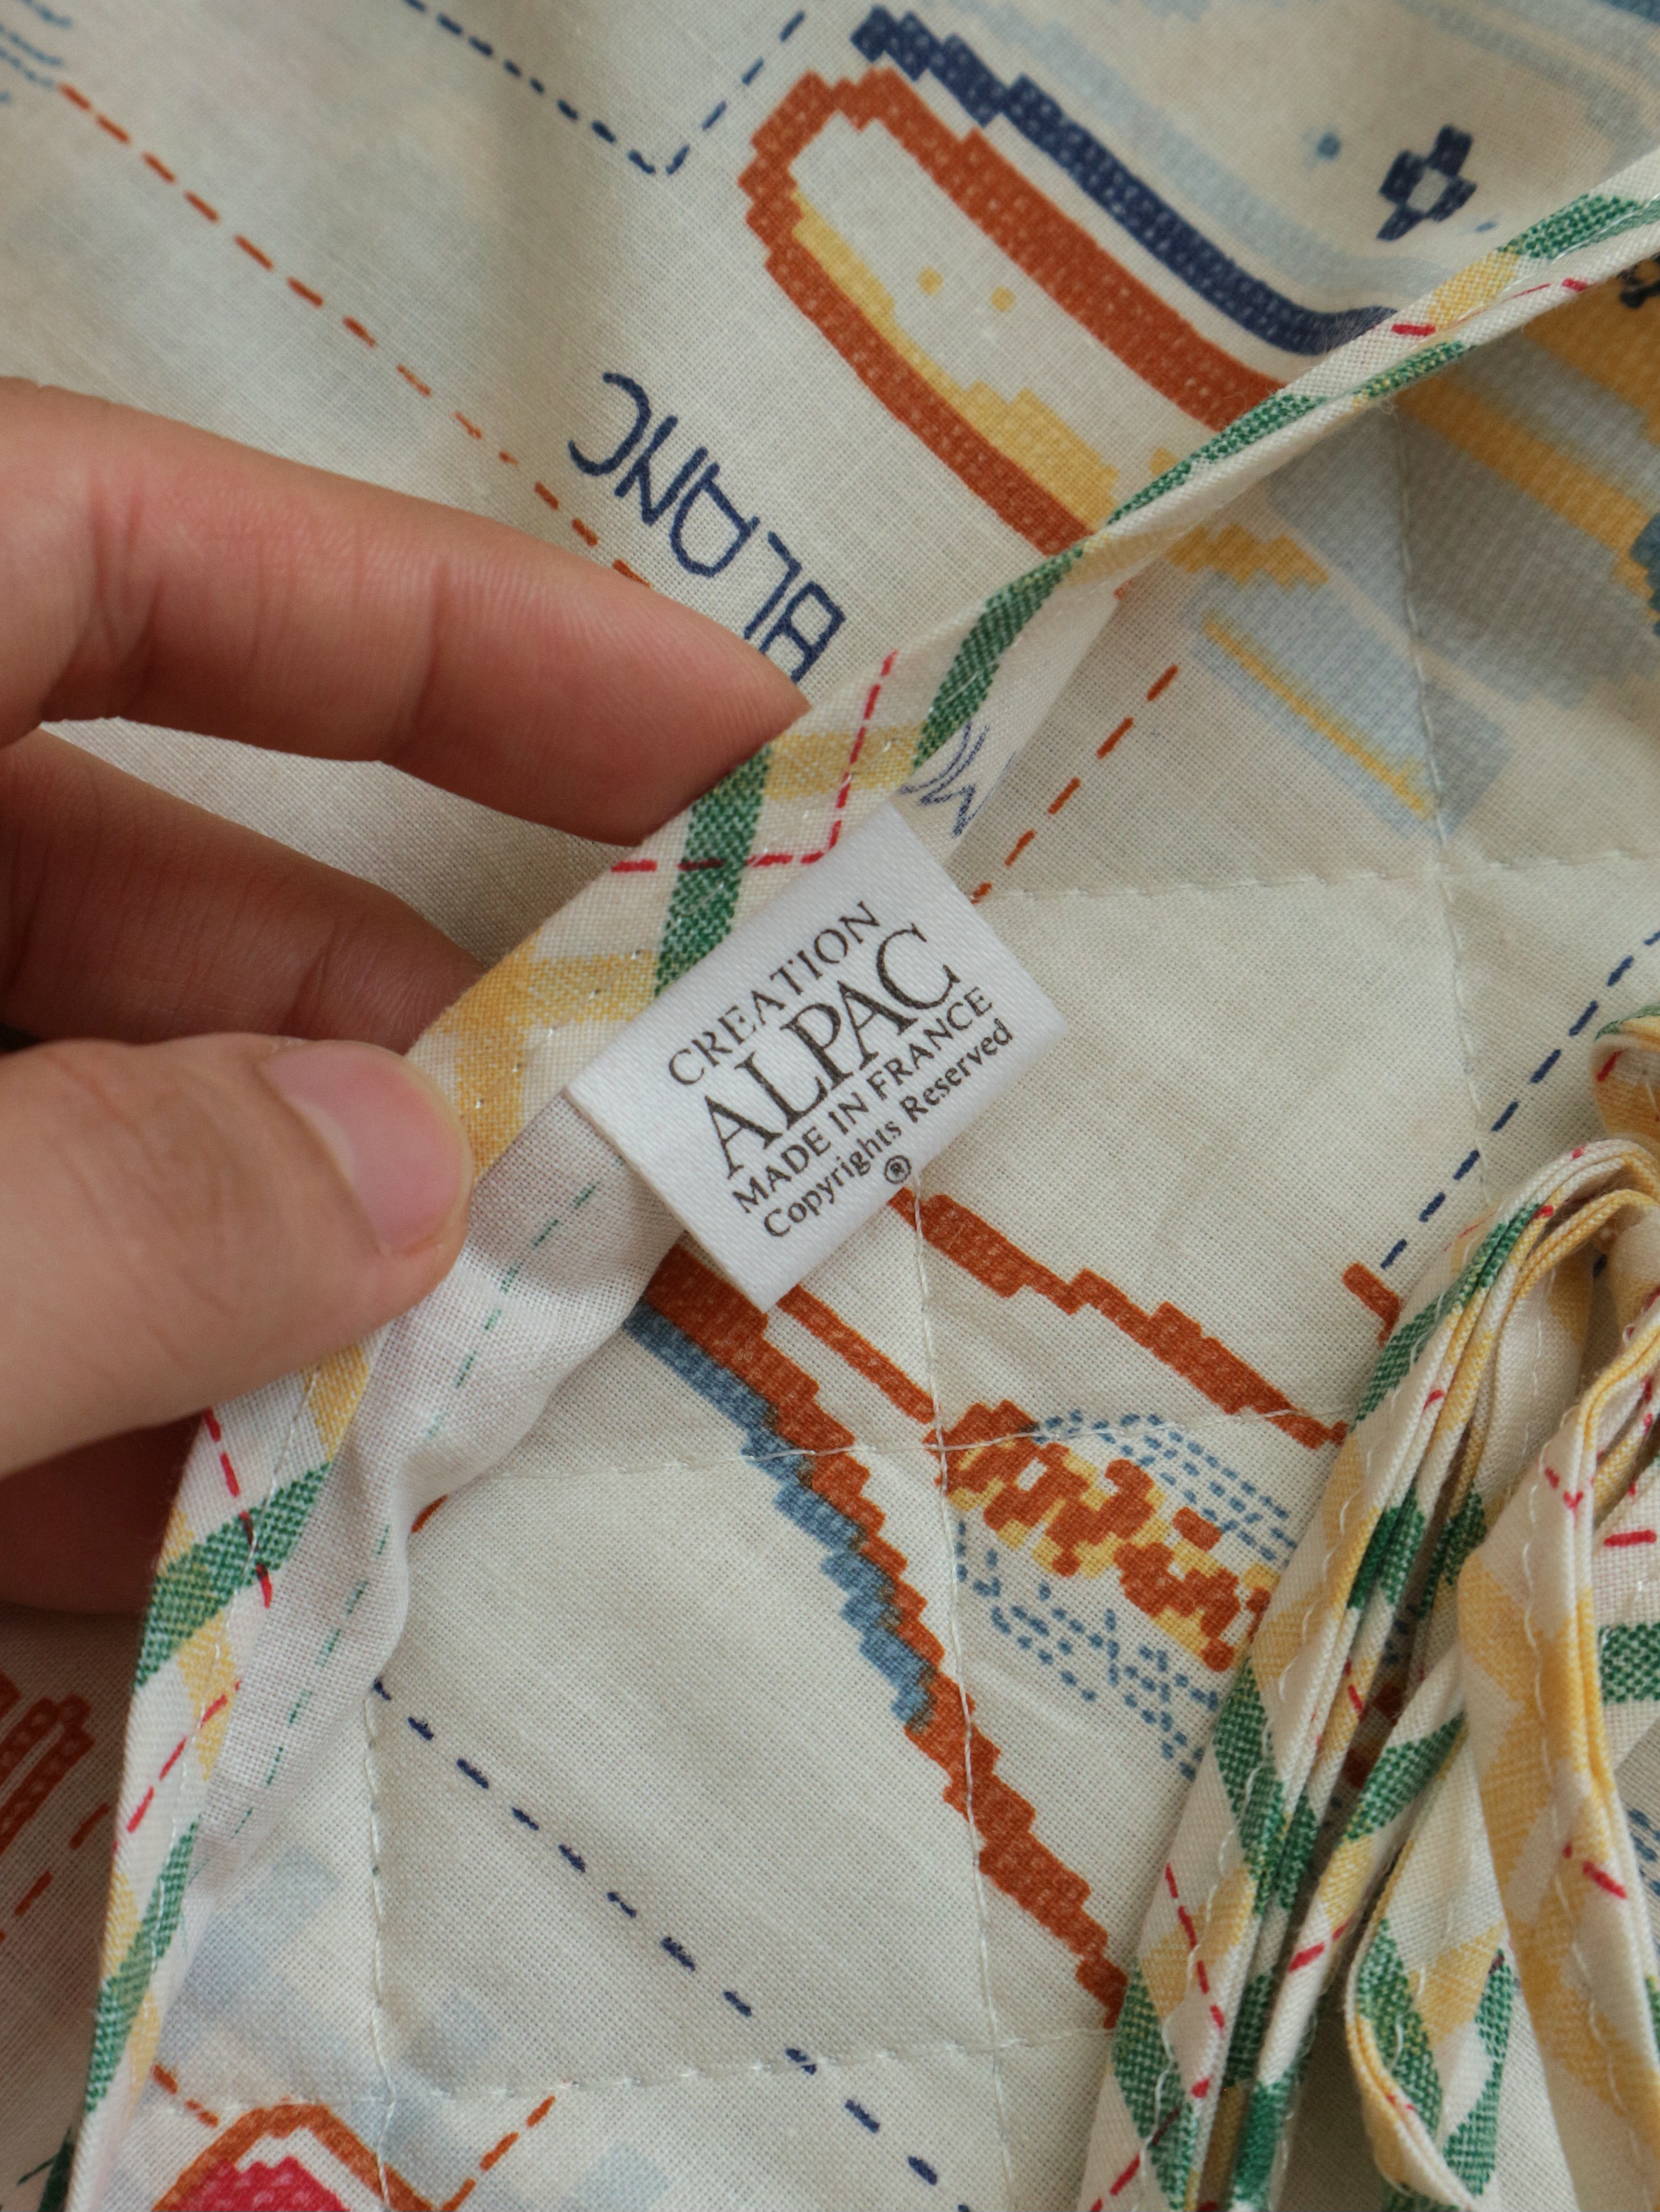 BLANC
CREATION
ALPAC
MADE IN FRANCE
Copyrights Reserved
®